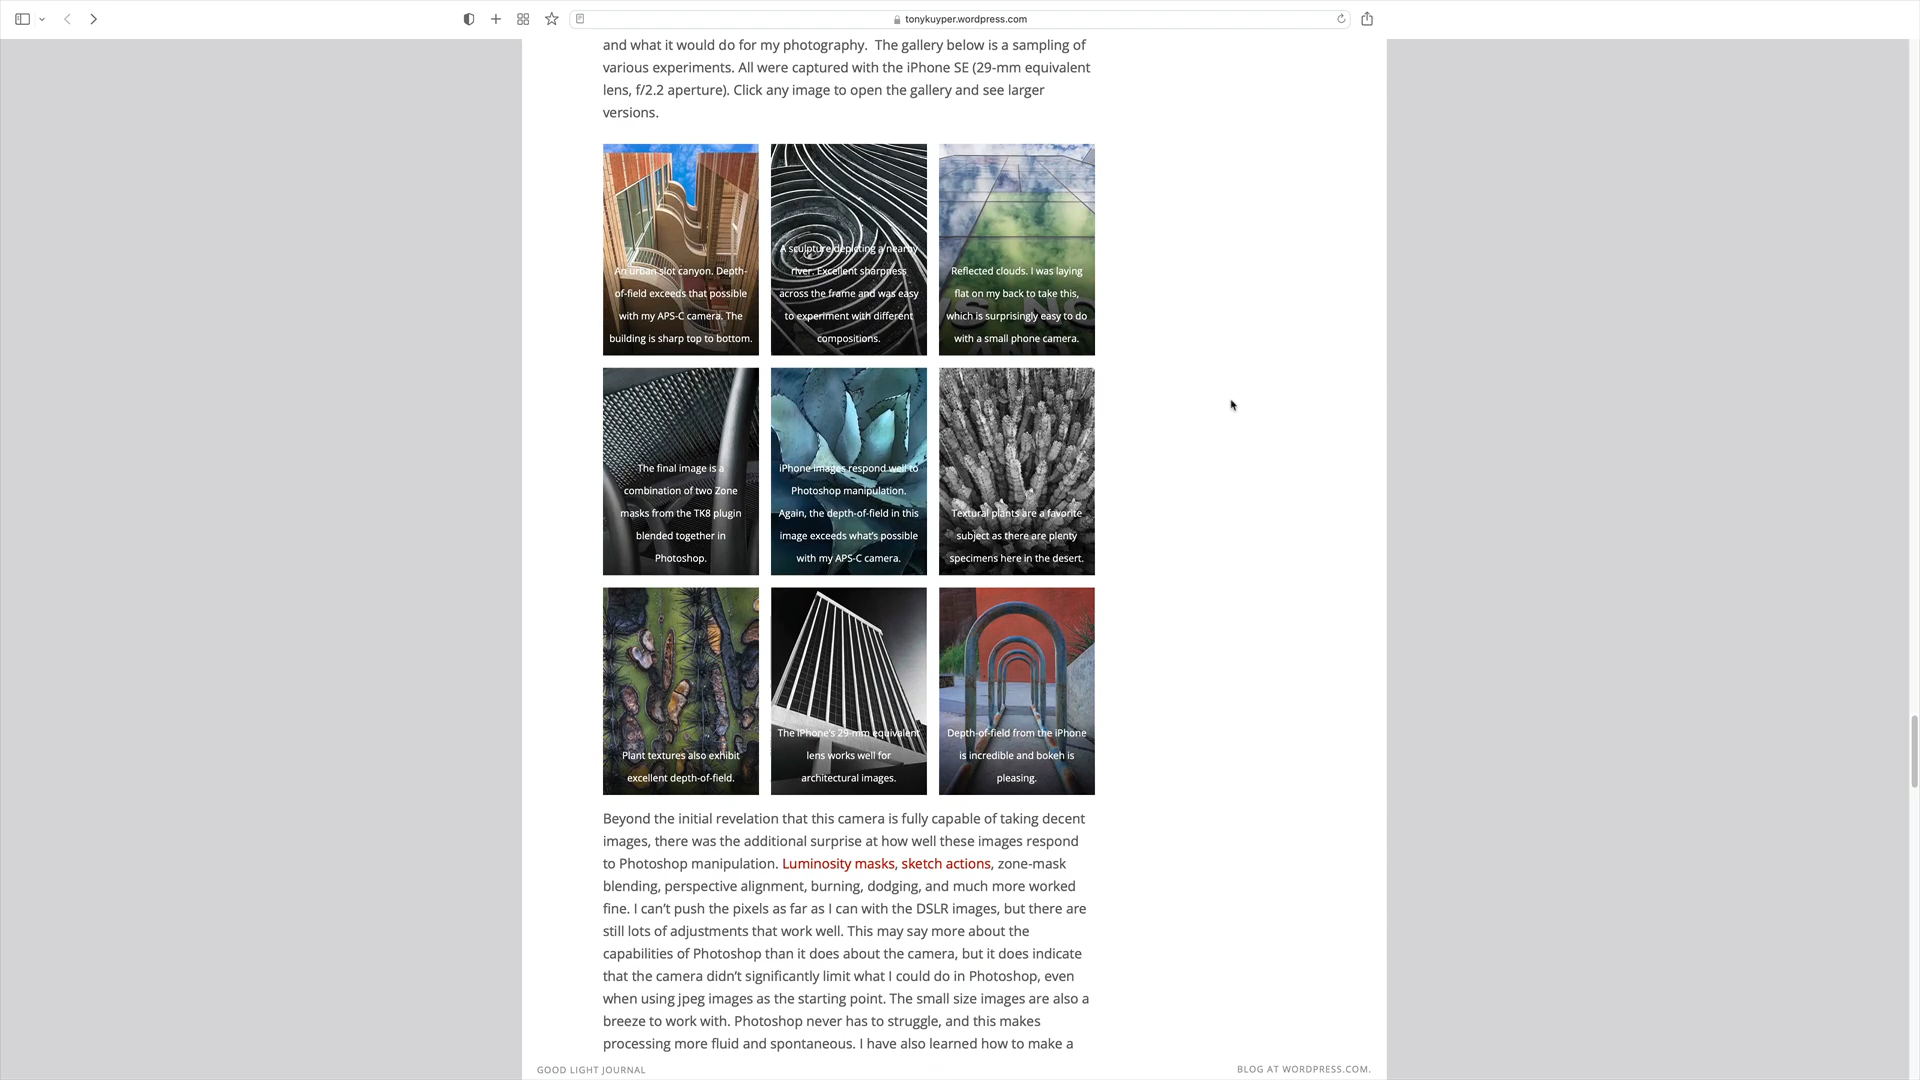 tonykuyper.wordpress.com
and what it would do for my photography.  The gallery below is a sampling of
various experiments. All were captured with the iPhone SE (29-mm equivalent
lens, f/2.2 aperture). Click any image to open the gallery and see larger
versions.
An urban slot canyon. Depth-
of-field exceeds that possible
with my APS-C camera. The
building is sharp top to bottom.
A sculpture depicting a nearby
river. Excellent sharpness
across the frame and was easy
to experiment with different
compositions.
Reflected clouds. I was laying
flat on my back to take this,
which is surprisingly easy to do
with a small phone camera.
The final image is a
combination of two Zone
masks from the TK8 plugin
blended together in
Photoshop.
iPhone images respond well to
Photoshop manipulation.
Again, the depth-of-field in this
image exceeds what's possible
with my APS-C camera.
Textural plants are a favorite
subject as there are plenty
specimens here in the desert.
Plant textures also exhibit
excellent depth-of-field.
The iPhone's 29-mm equivalent
lens works well for
architectural images.
Depth-of-field from the iPhone
is incredible and bokeh is
pleasing.
Beyond the initial revelation that this camera is fully capable of taking decent
images, there was the additional surprise at how well these images respond
to Photoshop manipulation. Luminosity masks, sketch actions, zone-mask
blending, perspective alignment, burning, dodging, and much more worked
fine. I can't push the pixels as far as I can with the DSLR images, but there are
still lots of adjustments that work well. This may say more about the
capabilities of Photoshop than it does about the camera, but it does indicate
that the camera didn't significantly limit what I could do in Photoshop, even
when using jpeg images as the starting point. The small size images are also a
breeze to work with. Photoshop never has to struggle, and this makes
processing more fluid and spontaneous. I have also learned how to make a
GOOD LIGHT JOURNAL
BLOG AT WORDPRESS.COM.